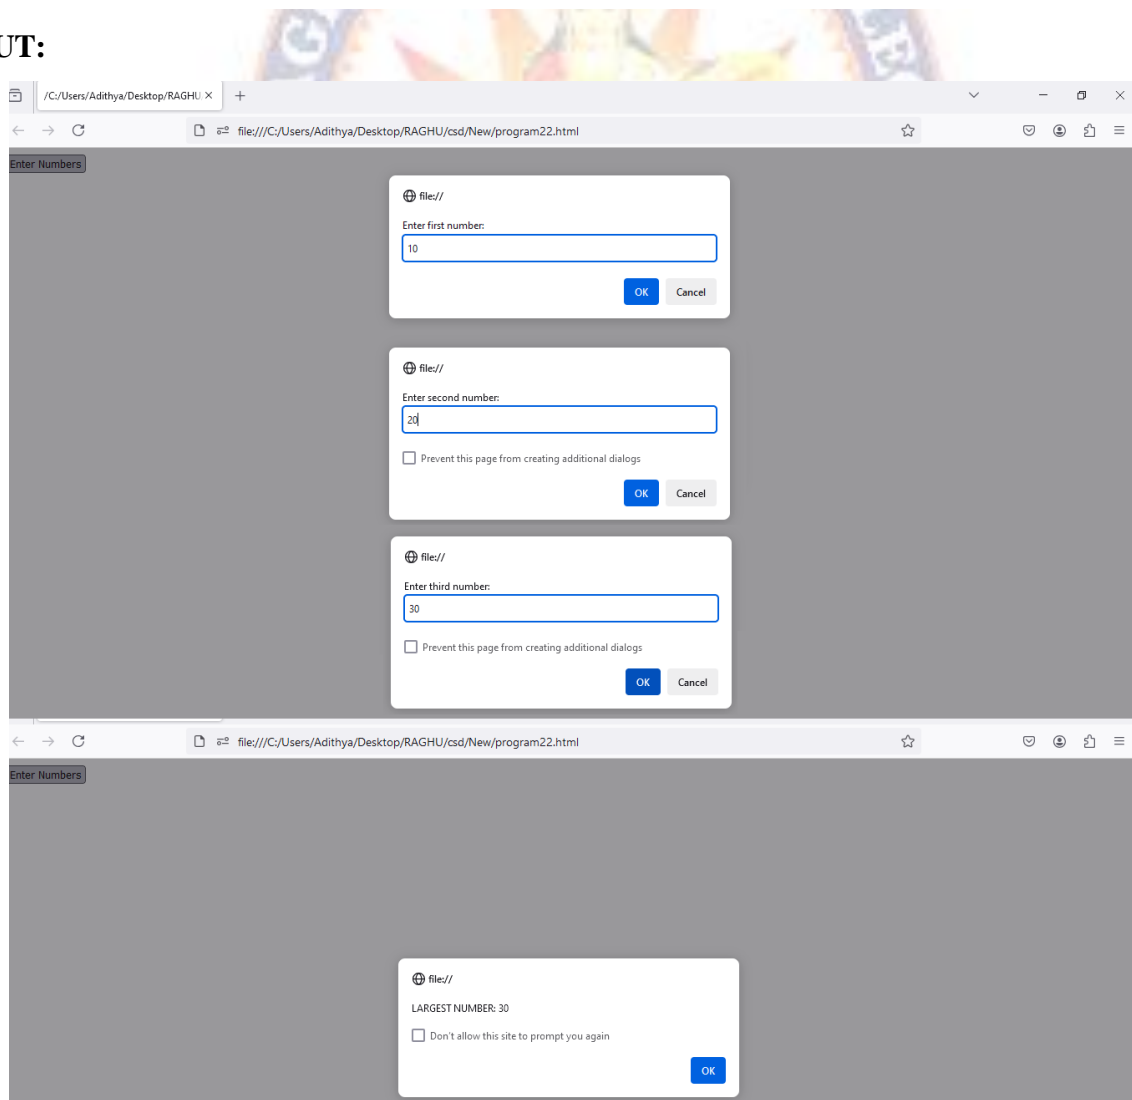 UT:
/C:/Users/Adithya/Desktop/RAGHU
file:///C:/Users/Adithya/Desktop/RAGHU/csd/New/program22.html
Enter Numbers
file://
Enter first number:
10
OK Cancel
file://
Enter second number:
20
Prevent this page from creating additional dialogs
OK Cancel
file://
Enter third number:
30
Prevent this page from creating additional dialogs
OK Cancel
file:///C:/Users/Adithya/Desktop/RAGHU/csd/New/program22.html
Enter Numbers
file://
LARGEST NUMBER: 30
Don't allow this site to prompt you again
OK